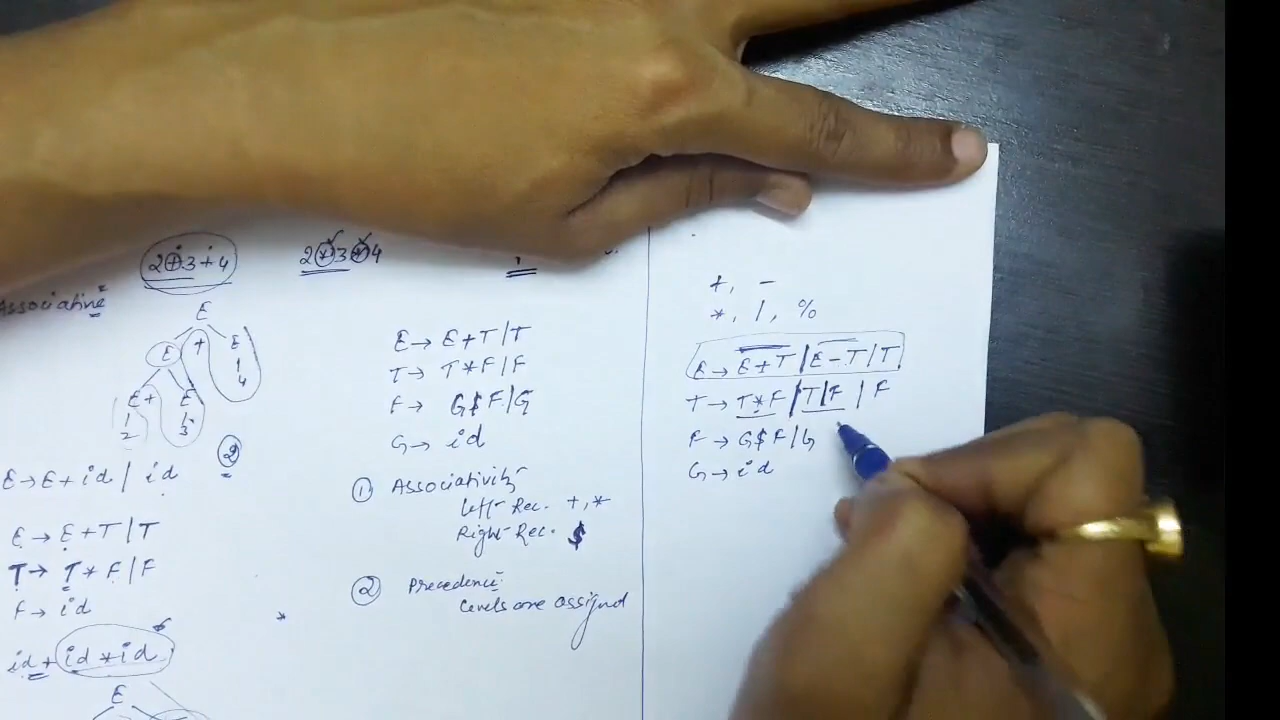 2+3+4
2*3*4
Associative
E
E + E
E + E 4
2 3
E → E + id / id
2
E → E + T / T
T → T * F / F
F → id
id + id * id
E
E → E + T / T
T → T * F / F
F → G $ F / G
G → id
① Associativity
Left-Rec. +, *
Right-Rec. $
② Precedence:
Levels are assigned
+, -
*, /, %
E → E + T / E - T / T
T → T * F / T / F / F
F → G $ F / G
G → id